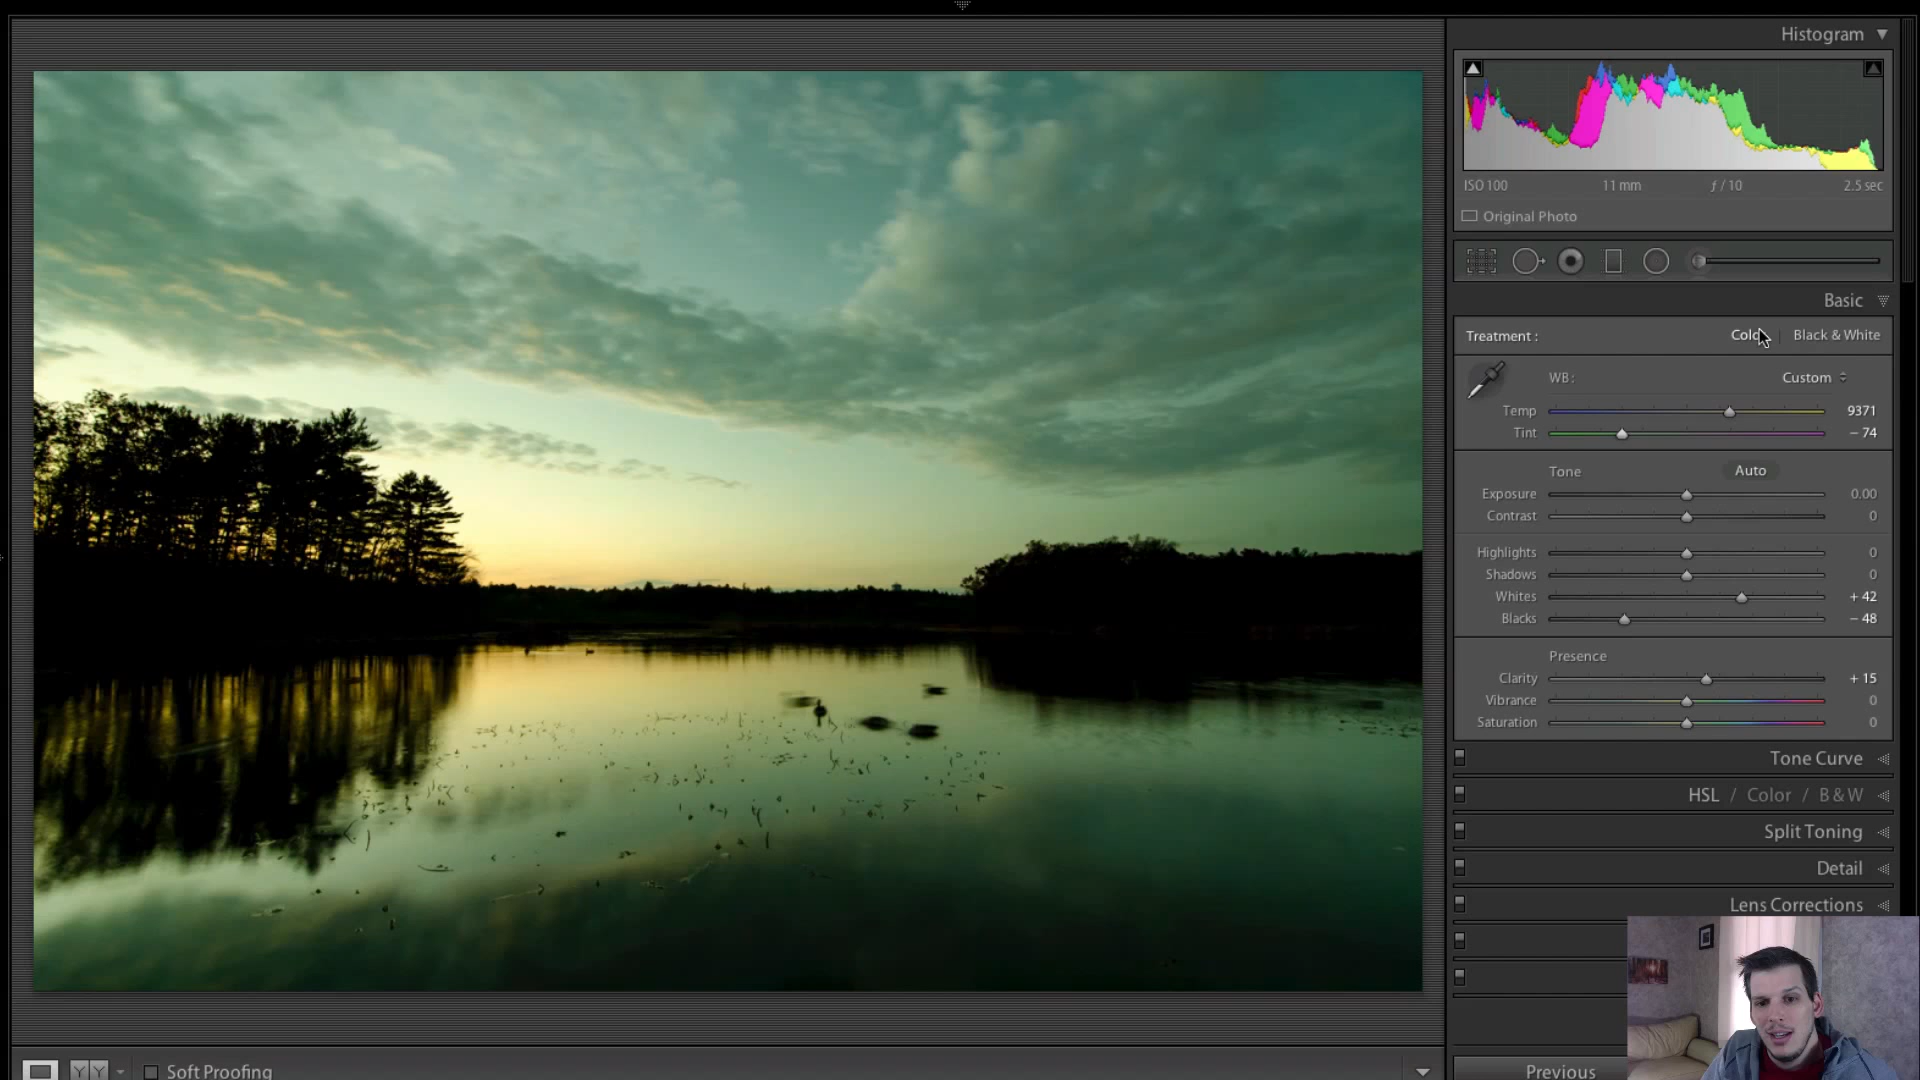 Histogram
ISO 100 11 mm ƒ / 10 2.5 sec
Original Photo
Basic
Treatment : Color Black & White
WB : Custom
Temp 9371
Tint − 74
Tone Auto
Exposure 0.00
Contrast 0
Highlights 0
Shadows 0
Whites + 42
Blacks − 48
Presence
Clarity + 15
Vibrance 0
Saturation 0
Tone Curve
HSL / Color / B & W
Split Toning
Detail
Lens Corrections
Y Y Soft Proofing Previous